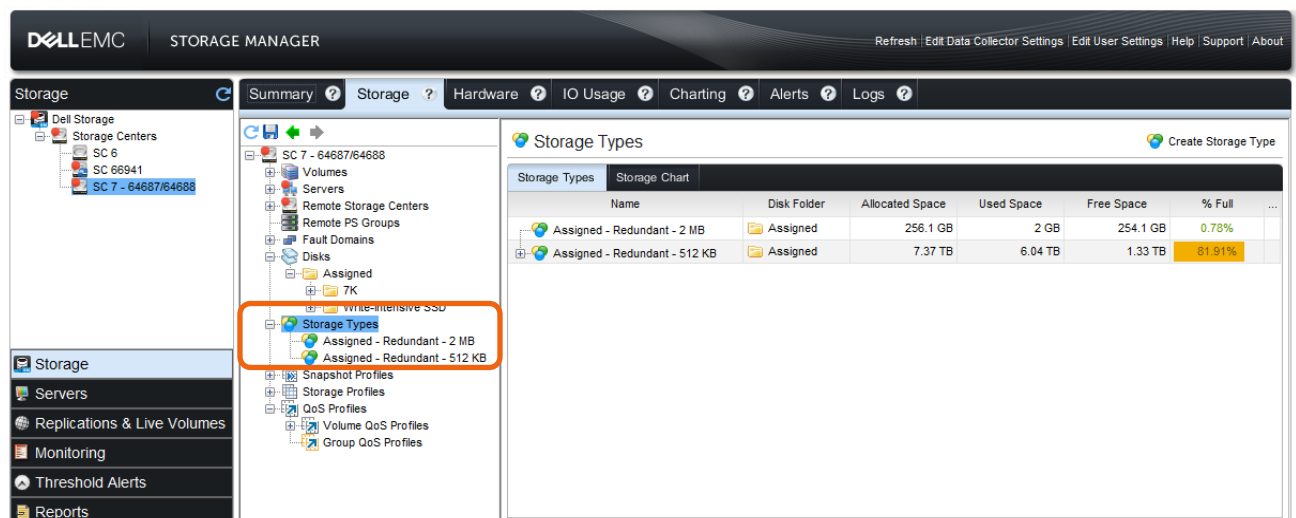 DELLEMC STORAGE MANAGER
Refresh Edit Data Collector Settings Edit User Settings Help Support About
Storage
Dell Storage
Storage Centers
SC 6
SC 66941
SC 7 - 64687/64688
Storage
Servers
Replications & Live Volumes
Monitoring
Threshold Alerts
Reports
Summary ? Storage ? Hardware ? IO Usage ? Charting ? Alerts ? Logs ?
SC 7 - 64687/64688
Volumes
Servers
Remote Storage Centers
Remote PS Groups
Fault Domains
Disks
Assigned
7K
Write-intensive SSD
Storage Types
Assigned - Redundant - 2 MB
Assigned - Redundant - 512 KB
Snapshot Profiles
Storage Profiles
QoS Profiles
Volume QoS Profiles
Group QoS Profiles
Storage Types
Create Storage Type
Storage Types Storage Chart
Name Disk Folder Allocated Space Used Space Free Space % Full ...
Assigned - Redundant - 2 MB Assigned 256.1 GB 2 GB 254.1 GB 0.78%
Assigned - Redundant - 512 KB Assigned 7.37 TB 6.04 TB 1.33 TB 81.91%